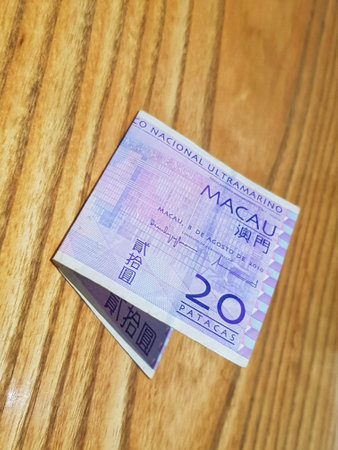 CO NACIONAL ULTRAMARINO
MACAU
澳門
MACAU, 8 DE AGOSTO DE 2010
貳拾圓
20
PATACAS
貳拾圓